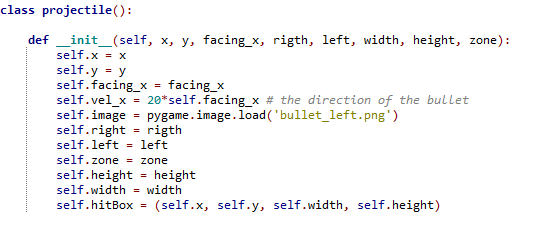 class projectile():
def __init__(self, x, y, facing_x, rigth, left, width, height, zone):
self.x = x
self.y = y
self.facing_x = facing_x
self.vel_x = 20*self.facing_x # the direction of the bullet
self.image = pygame.image.load('bullet_left.png')
self.right = rigth
self.left = left
self.zone = zone
self.height = height
self.width = width
self.hitBox = (self.x, self.y, self.width, self.height)